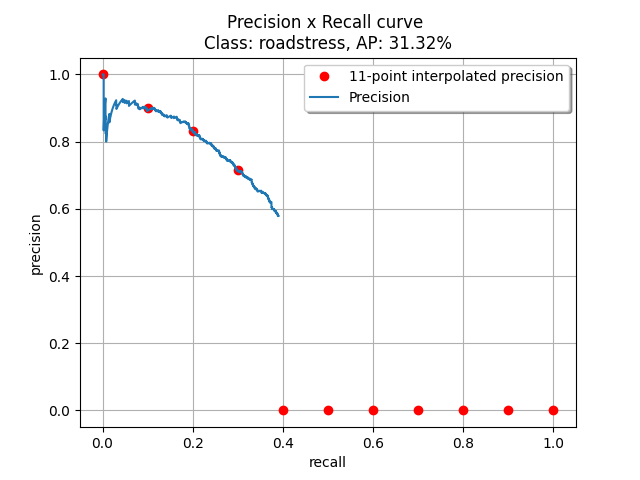 Precision x Recall curve
Class: roadstress, AP: 31.32%
11-point interpolated precision
Precision
1.0
0.8
0.6
0.4
0.2
0.0
precision
0.0 0.2 0.4 0.6 0.8 1.0
recall